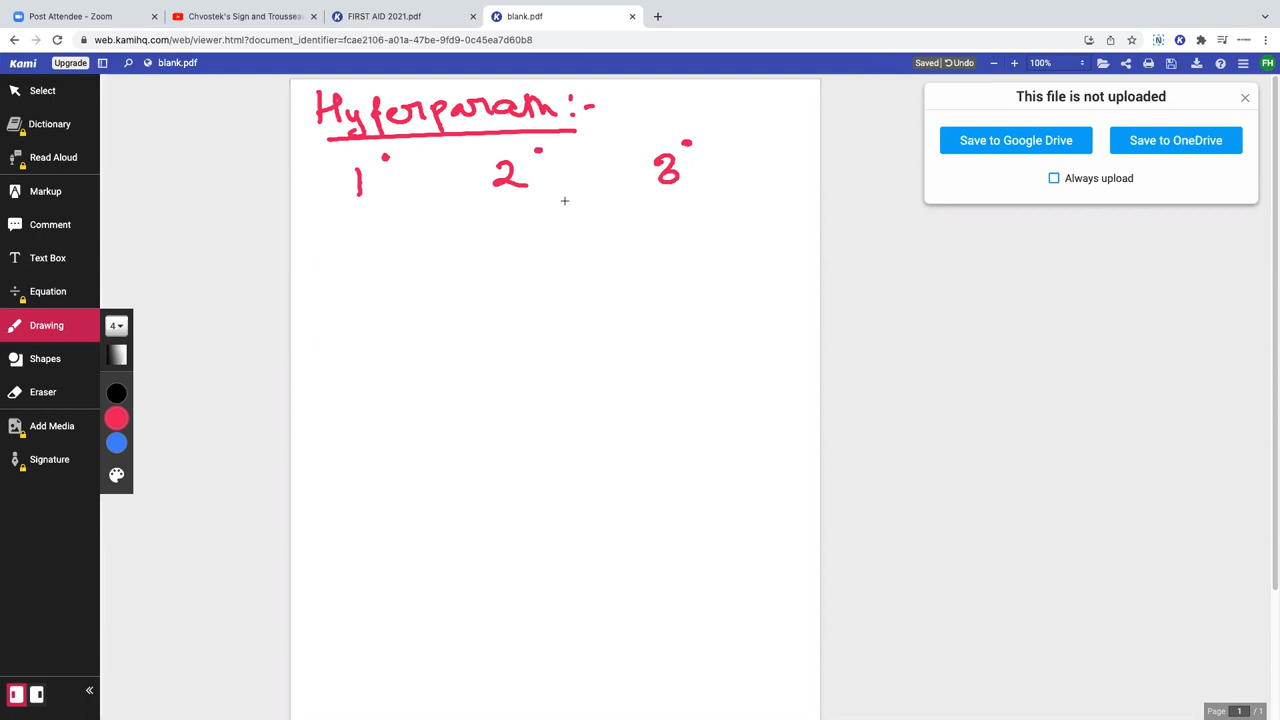 Post Attendee - Zoom
Chvostek's Sign and Trousseau
FIRST AID 2021.pdf
blank.pdf
web.kamihq.com/web/viewer.html?document_identifier=fcae2106-a01a-47be-9fd9-0c45ea7d60b8
Kami Upgrade blank.pdf Saved Undo 100% FH
Select
Dictionary
Read Aloud
Markup
Comment
Text Box
Equation
Drawing
Shapes
Eraser
Add Media
Signature
4
Hyferparath :-
1° 2° 3°
This file is not uploaded
Save to Google Drive Save to OneDrive
Always upload
Page 1 / 1